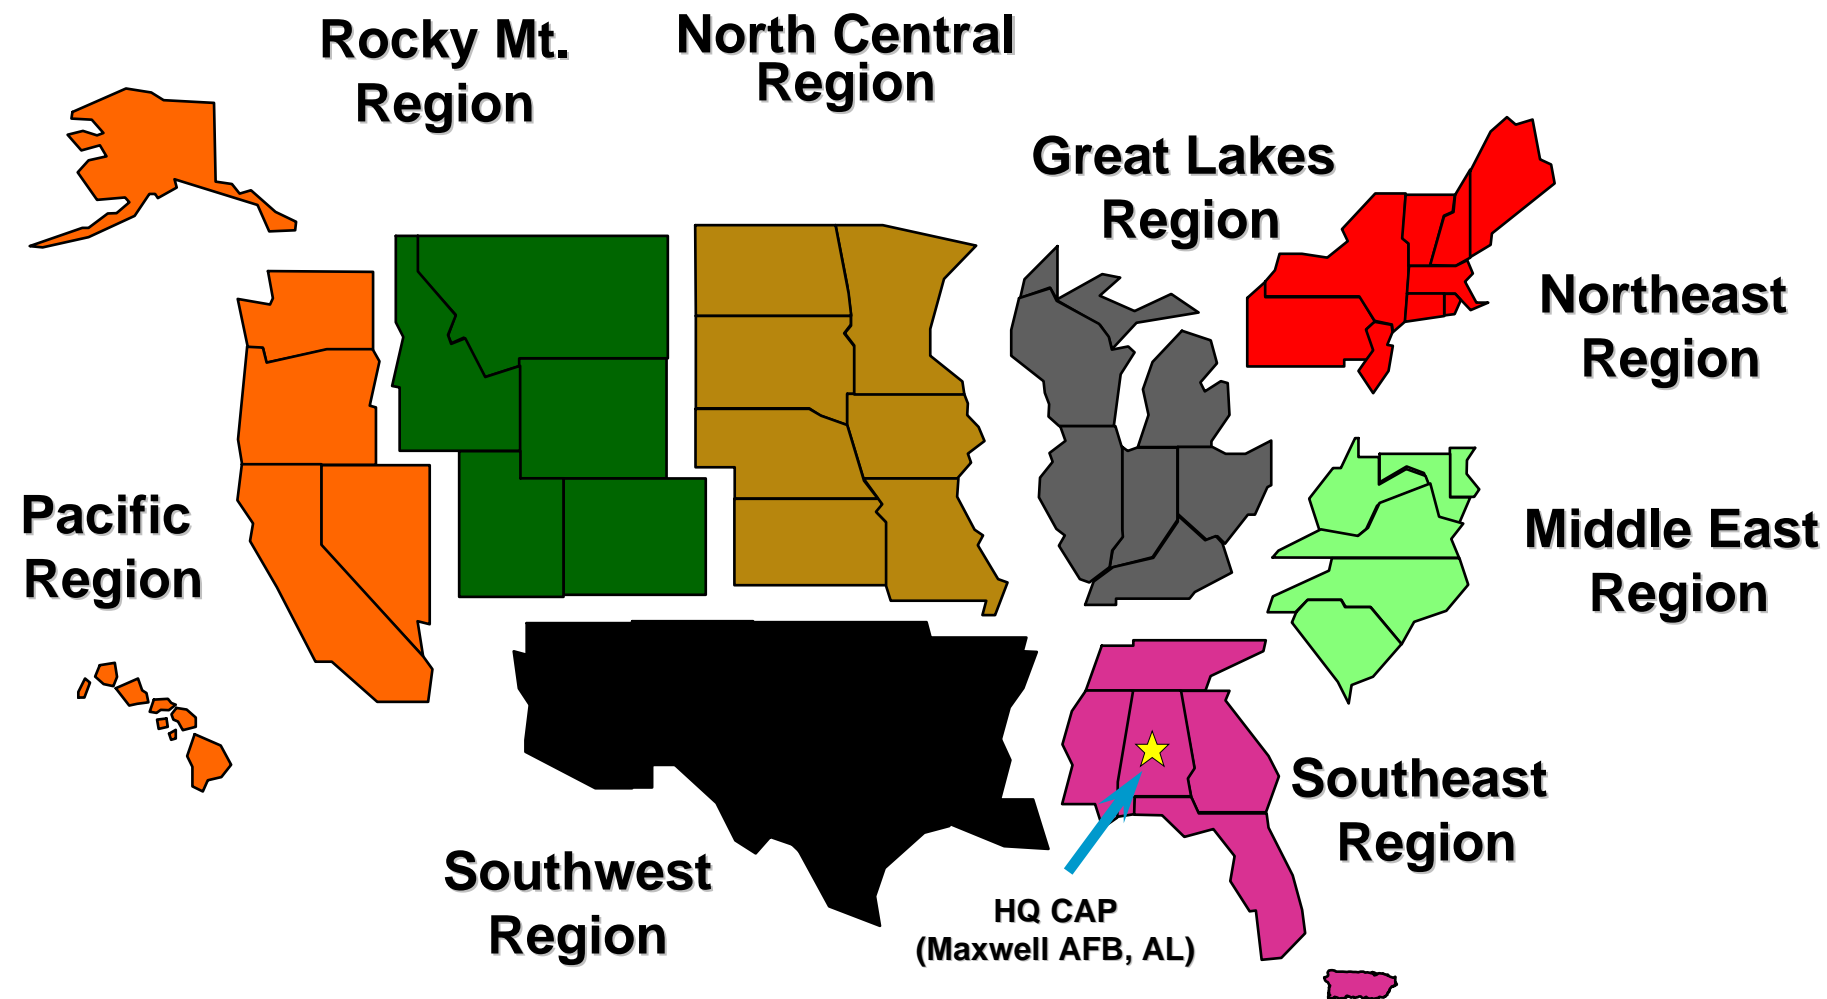 Rocky Mt.
Region
North Central
Region
Great Lakes
Region
Northeast
Region
Pacific
Region
Middle East
Region
Southeast
Region
Southwest
Region
HQ CAP
(Maxwell AFB, AL)